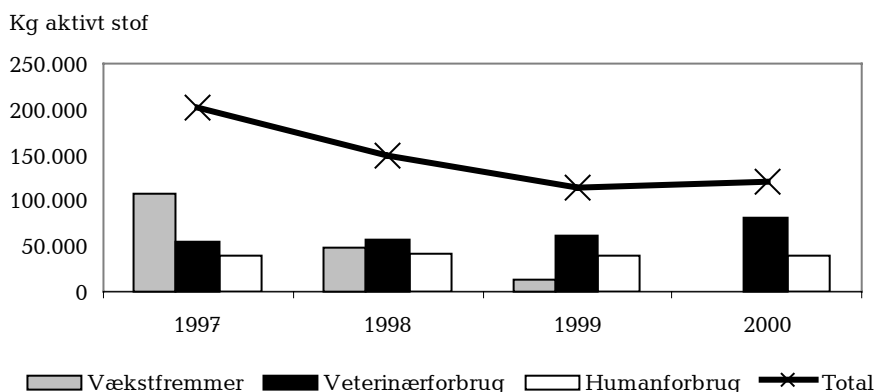 Kg aktivt stof
250.000
200.000
150.000
100.000
50.000
0
1997 1998 1999 2000
Vækstfremmer Veterinærforbrug Humanforbrug Total